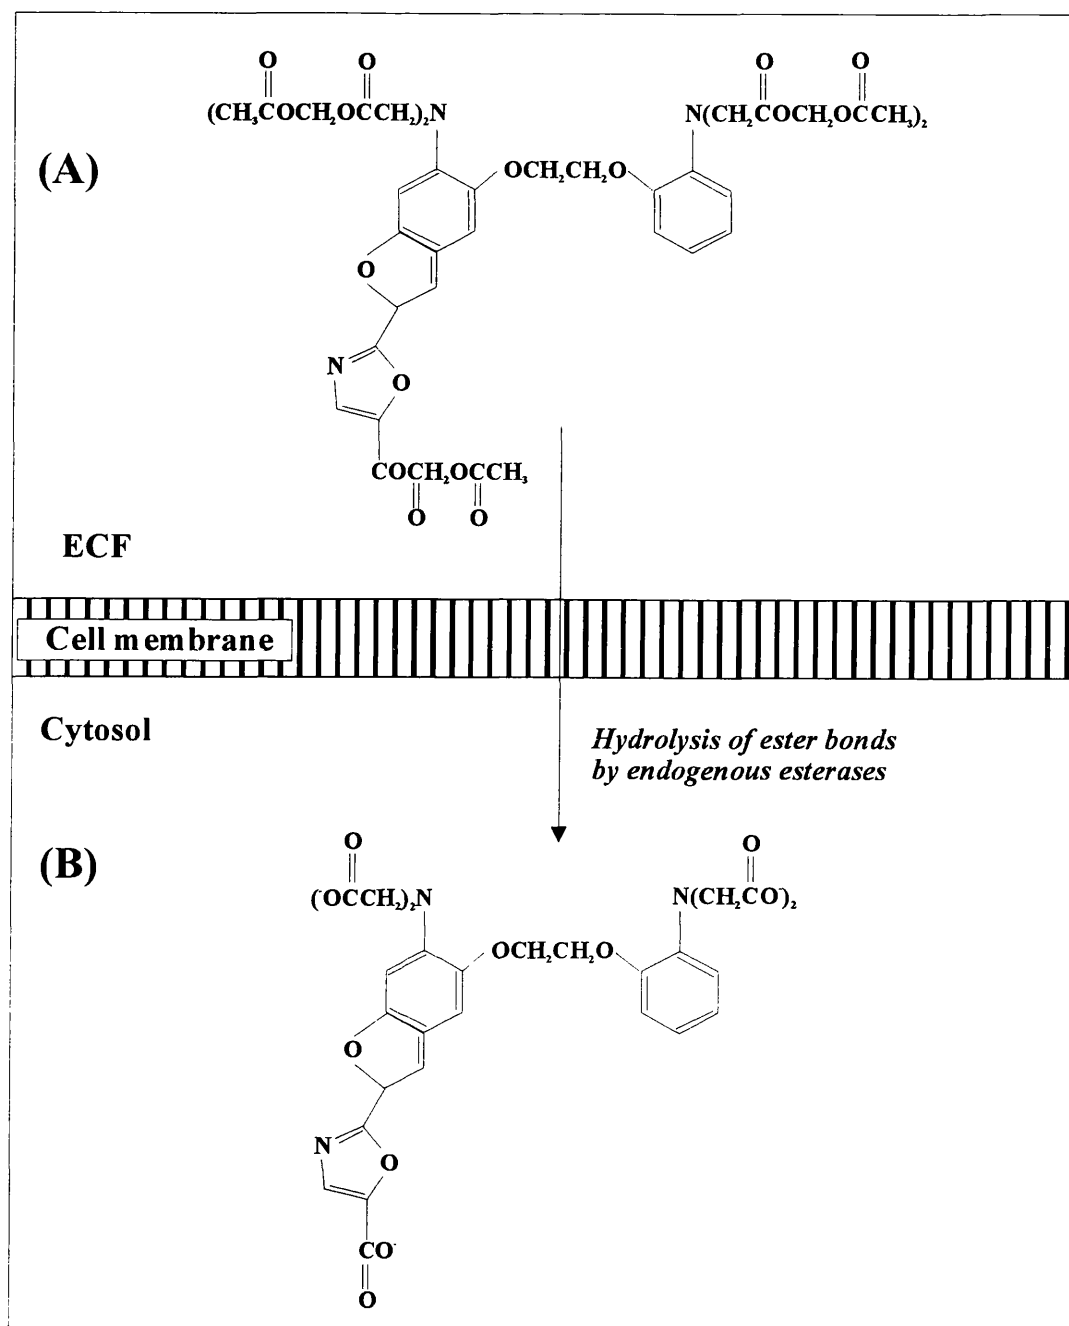 O O O O
(CH₃COCH₂OCCH₂)₂N N(CH₂COCH₂OCCH₃)₂
(A)
OCH₂CH₂O
O
N
O
COCH₂OCCH₃
O O
ECF
Cell membrane
Cytosol
Hydrolysis of ester bonds
by endogenous esterases
(B)
O O
(⁻OCCH₂)₂N N(CH₂CO⁻)₂
OCH₂CH₂O
O
N
O
CO⁻
O